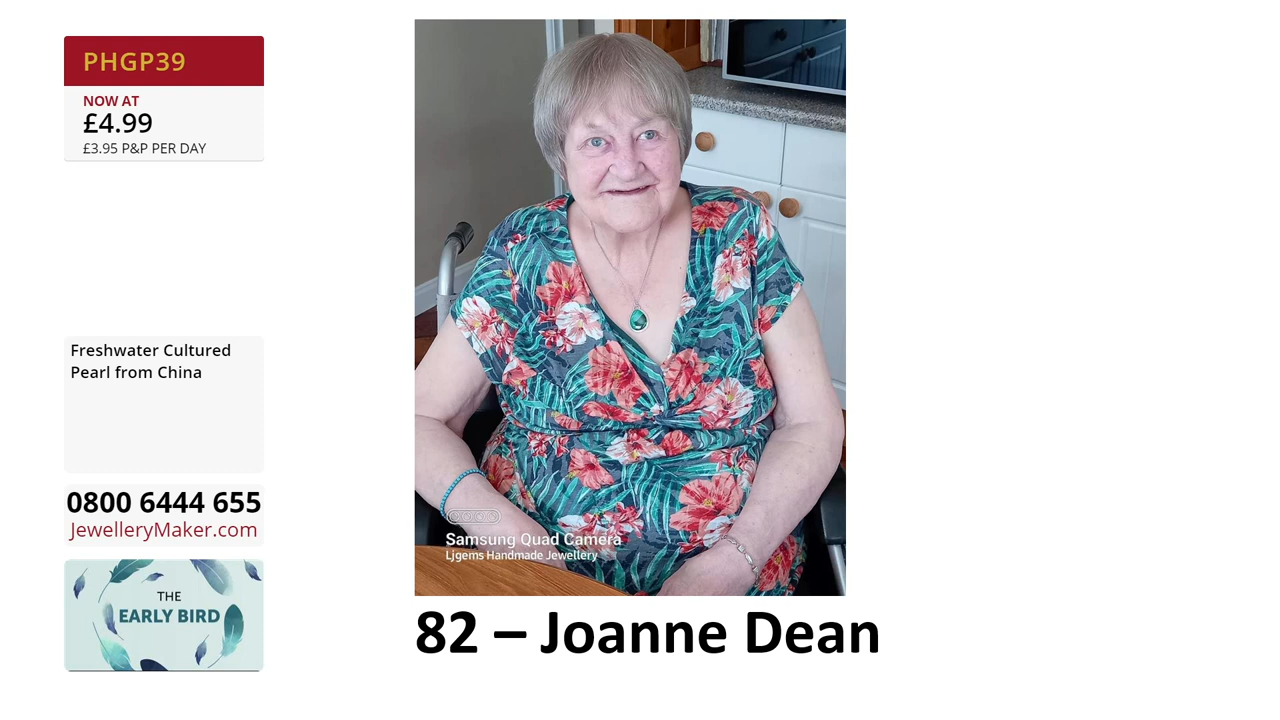 PHGP39
NOW AT
£4.99
£3.95 P&P PER DAY
Freshwater Cultured
Pearl from China
0800 6444 655
JewelleryMaker.com
THE
EARLY BIRD
Samsung Quad Camera
Ljgems Handmade Jewellery
82 – Joanne Dean